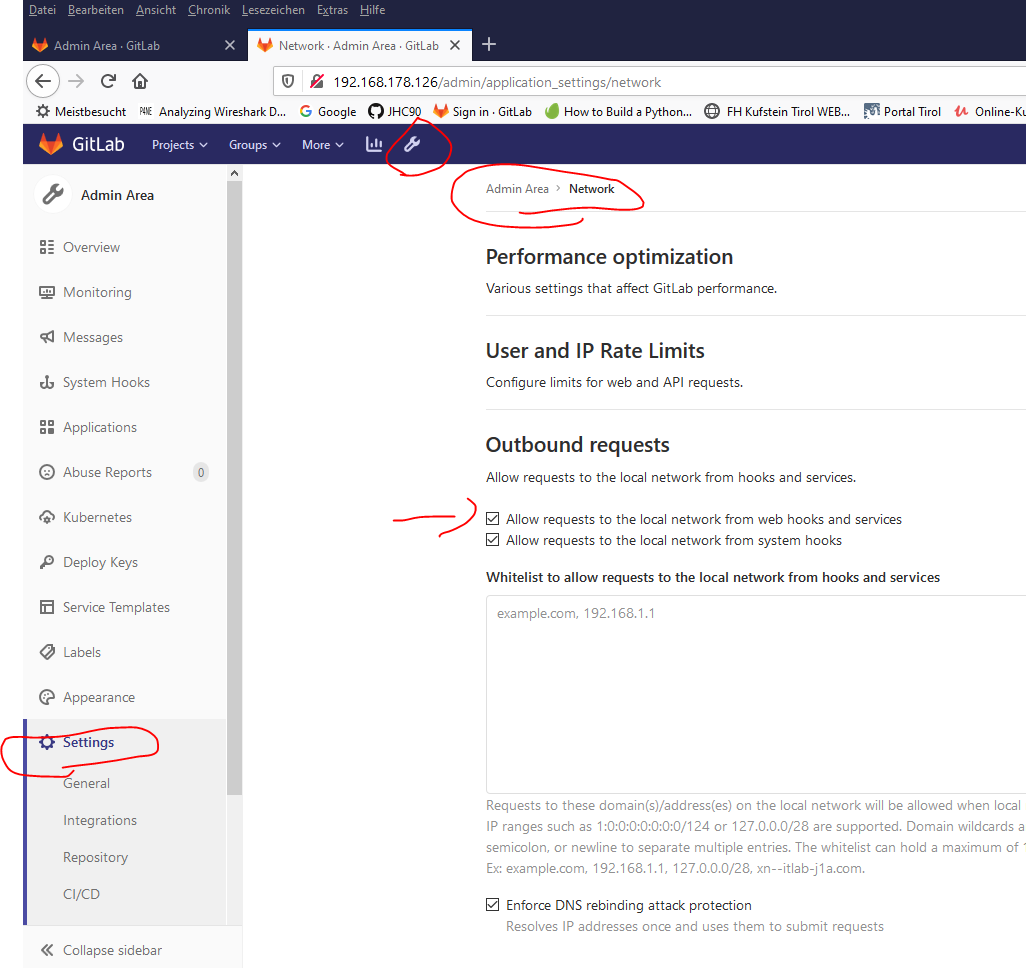 Datei Bearbeiten Ansicht Chronik Lesezeichen Extras Hilfe
Admin Area · GitLab
Network · Admin Area · GitLab
192.168.178.126/admin/application_settings/network
Meistbesucht Analyzing Wireshark D... Google JHC90 Sign in · GitLab How to Build a Python... FH Kufstein Tirol WEB... Portal Tirol Online-Ku
GitLab Projects Groups More
Admin Area
Overview
Monitoring
Messages
System Hooks
Applications
Abuse Reports 0
Kubernetes
Deploy Keys
Service Templates
Labels
Appearance
Settings
General
Integrations
Repository
CI/CD
Collapse sidebar
Admin Area > Network
Performance optimization
Various settings that affect GitLab performance.
User and IP Rate Limits
Configure limits for web and API requests.
Outbound requests
Allow requests to the local network from hooks and services.
Allow requests to the local network from web hooks and services
Allow requests to the local network from system hooks
Whitelist to allow requests to the local network from hooks and services
example.com, 192.168.1.1
Requests to these domain(s)/address(es) on the local network will be allowed when local
IP ranges such as 1:0:0:0:0:0:0:0/124 or 127.0.0.0/28 are supported. Domain wildcards a
semicolon, or newline to separate multiple entries. The whitelist can hold a maximum of
Ex: example.com, 192.168.1.1, 127.0.0.0/28, xn--itlab-j1a.com.
Enforce DNS rebinding attack protection
Resolves IP addresses once and uses them to submit requests